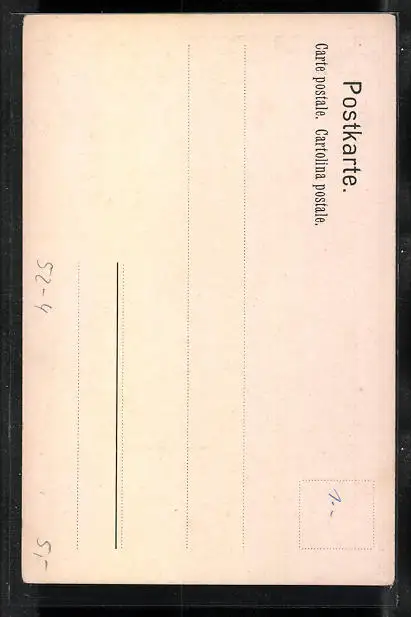 Postkarte.
Carte postale. Cartolina postale.
1.-
52-4
5,-